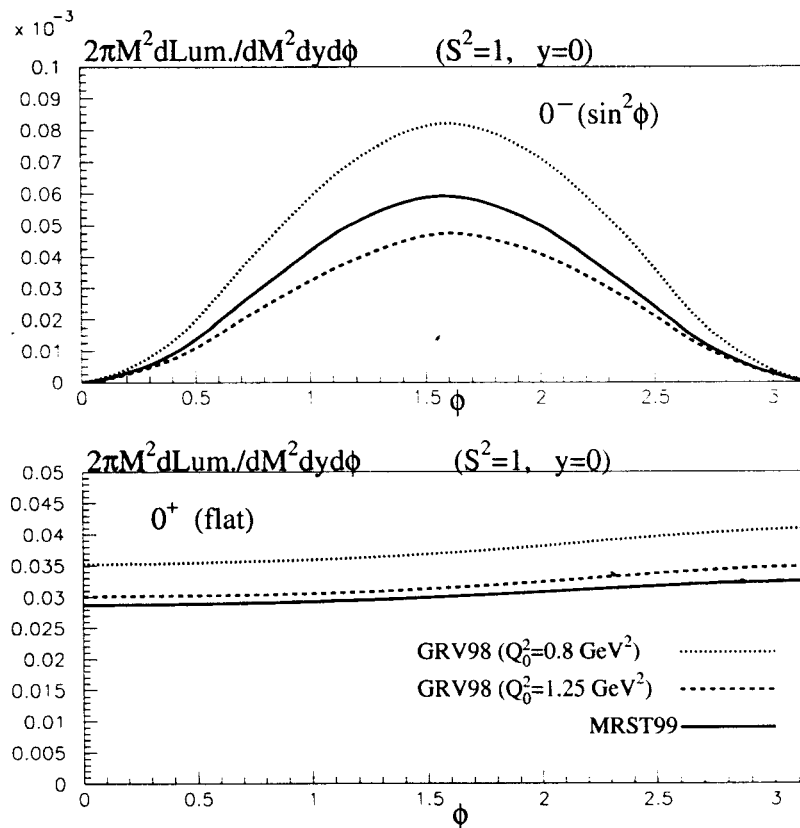 x 10⁻³
2πM²dLum./dM²dydϕ (S²=1, y=0)
0.1
0.09
0⁻(sin²ϕ)
0.08
0.07
0.06
0.05
0.04
0.03
0.02
0.01
0
0 0.5 1 1.5 2 2.5 3
ϕ
2πM²dLum./dM²dydϕ (S²=1, y=0)
0.05
0.045
0⁺ (flat)
0.04
0.035
0.03
0.025
0.02
GRV98 (Q₀²=0.8 GeV²)
0.015
GRV98 (Q₀²=1.25 GeV²)
0.01
MRST99
0.005
0
0 0.5 1 1.5 2 2.5 3
ϕ